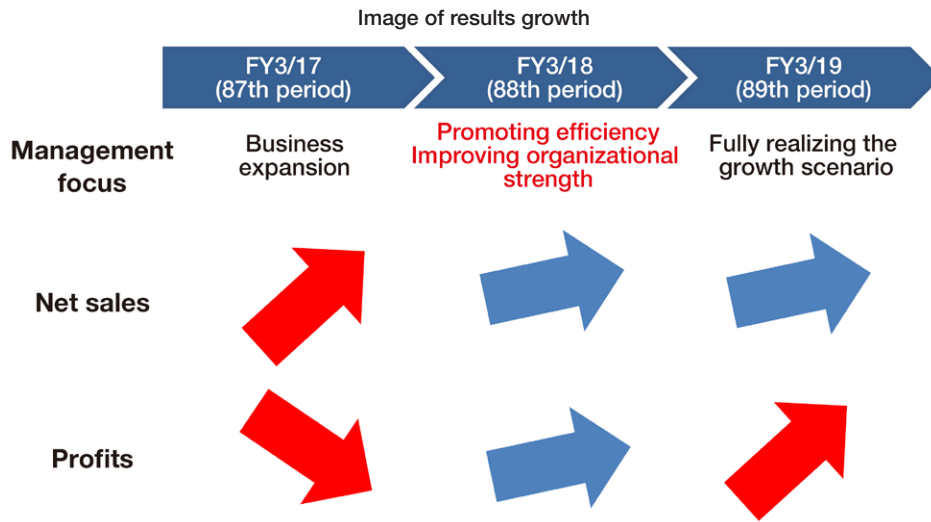 Image of results growth
FY3/17
(87th period)
FY3/18
(88th period)
FY3/19
(89th period)
Management
focus
Business
expansion
Promoting efficiency
Improving organizational
strength
Fully realizing the
growth scenario
Net sales
Profits